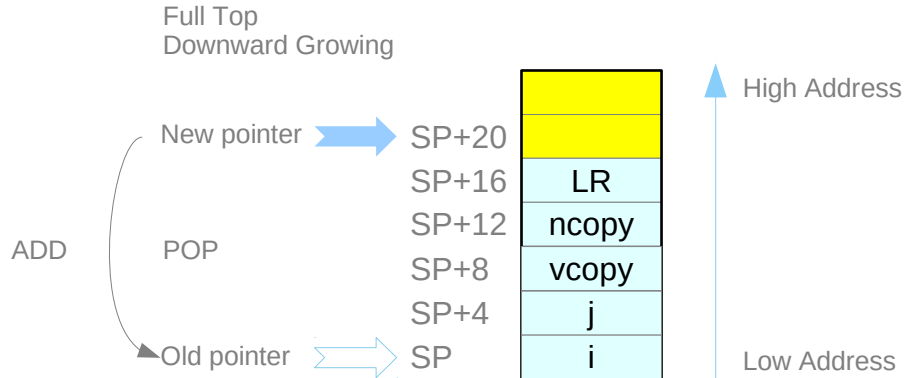 Full Top
Downward Growing
High Address
New pointer
SP+20
SP+16
LR
SP+12
ncopy
ADD
POP
SP+8
vcopy
SP+4
j
Old pointer
SP
i
Low Address